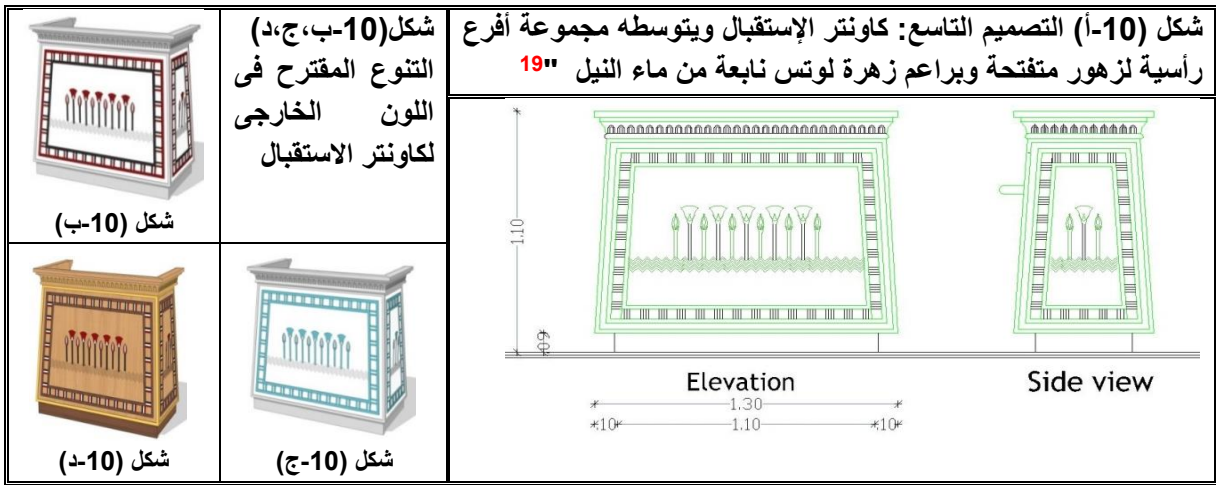 شكل (10-أ) التصميم التاسع: كاونتر الإستقبال ويتوسطه مجموعة أفرع
رأسية لزهور متفتحة وبراعم زهرة لوتس نابعة من ماء النيل "19
شكل(10-ب،ج،د)
التنوع المقترح فى
اللون الخارجى
لكاونتر الاستقبال
شكل (10-ب)
شكل (10-ج)
شكل (10-د)
1.10
.09
Elevation
Side view
1.30
.10
1.10
.10